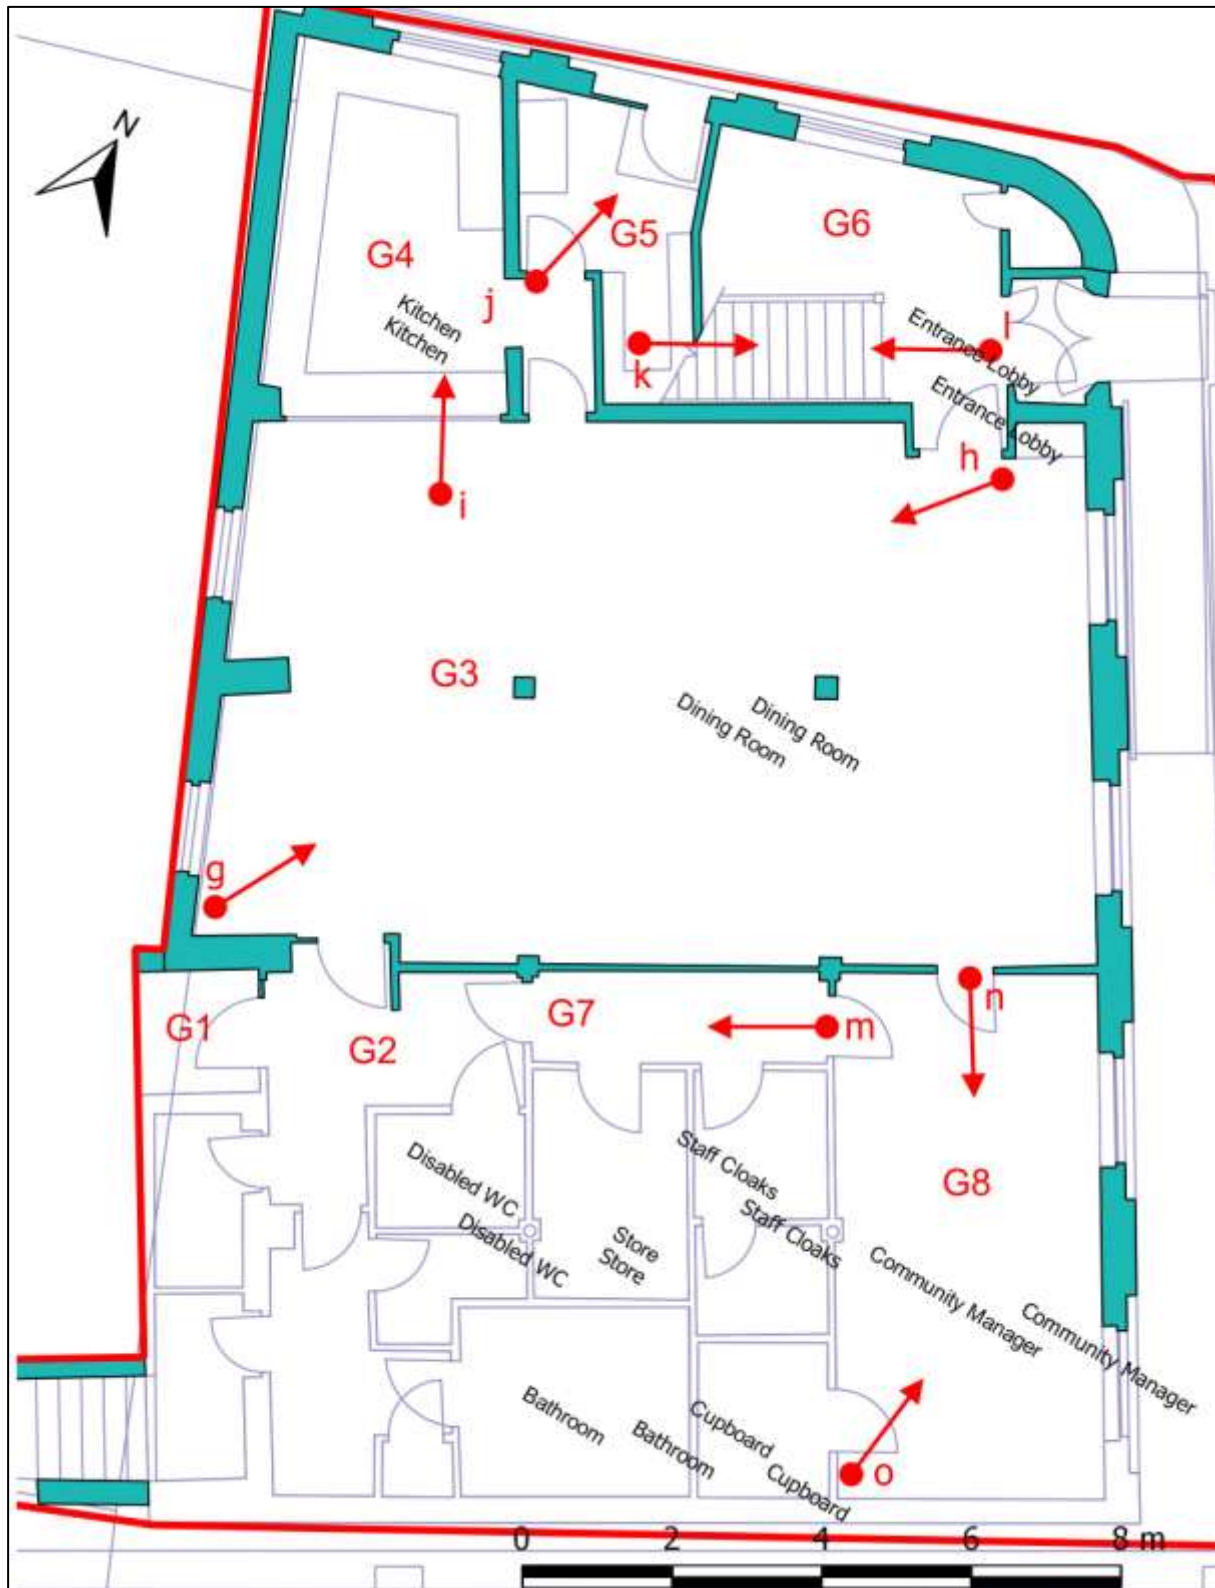 N
G4
G5
G6
Kitchen
Kitchen
j
k
l
Entrance Lobby
Entrance Lobby
h
i
G3
Dining Room
Dining Room
g
G1
G2
G7
m
n
G8
Disabled WC
Disabled WC
Store
Store
Staff Cloaks
Staff Cloaks
Community Manager
Community Manager
Bathroom
Bathroom
Cupboard
Cupboard
o
0 2 4 6 8 m